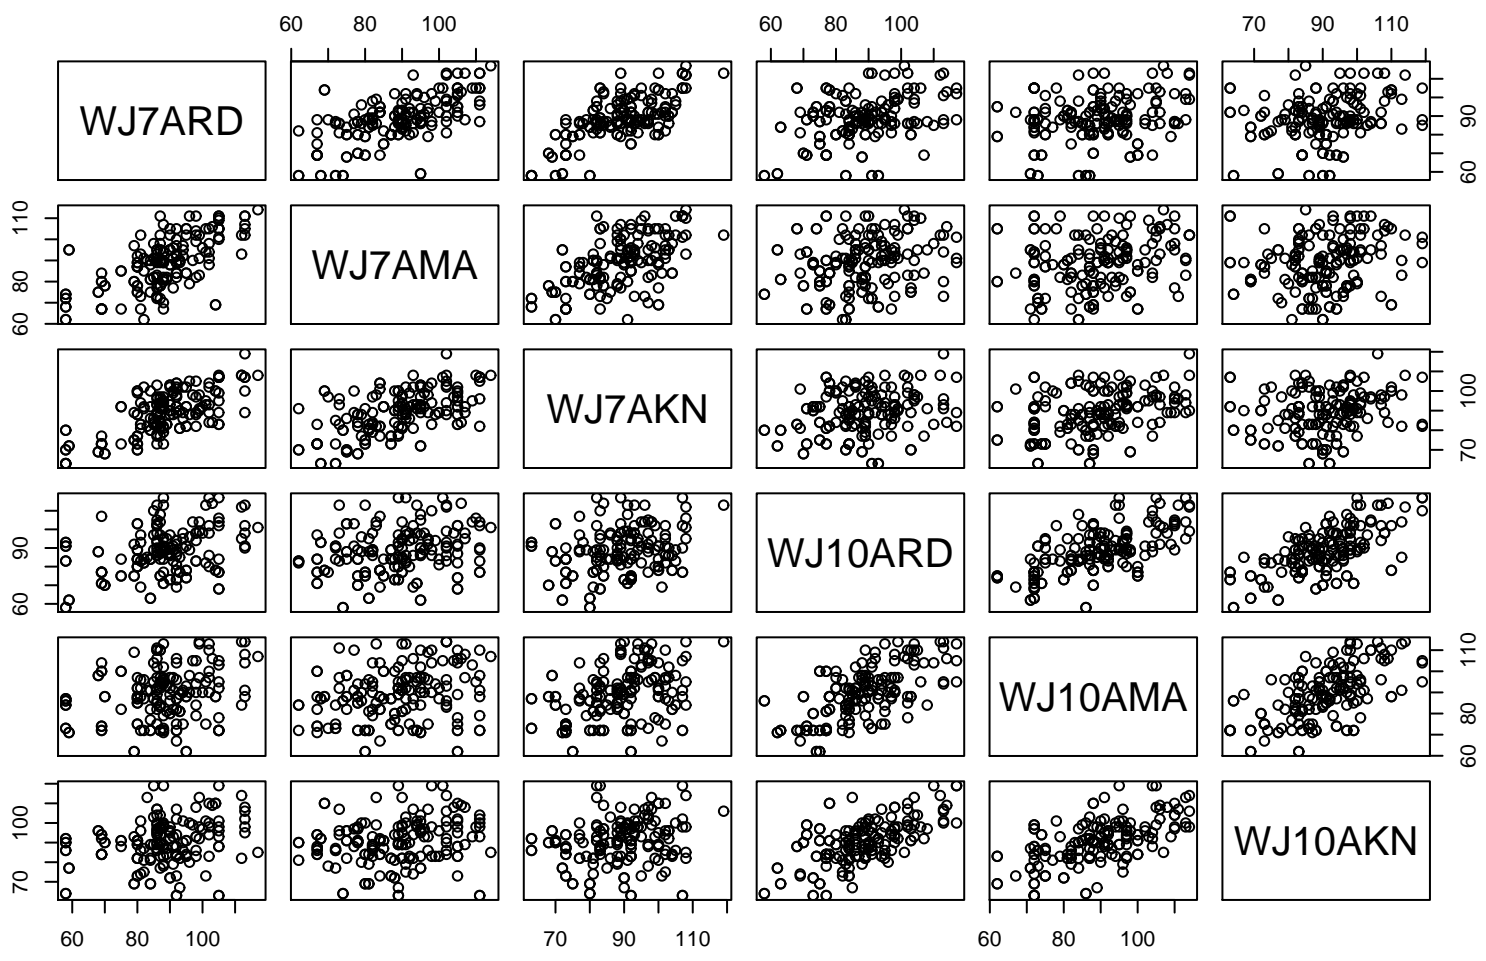 60 80 100 60 80 100 70 90 110
WJ7ARD 60 90
60 80 110 WJ7AMA
WJ7AKN 70 100
60 90 WJ10ARD
WJ10AMA 60 80 110
70 100 WJ10AKN
60 80 100 70 90 110 60 80 100